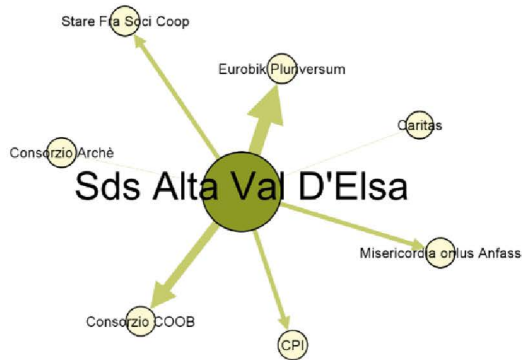 Stare Fra Soci Coop
Eurobik Pluriversum
Caritas
Consorzio Archè
Sds Alta Val D'Elsa
Misericordia onlus Anfass
Consorzio COOB
CPI